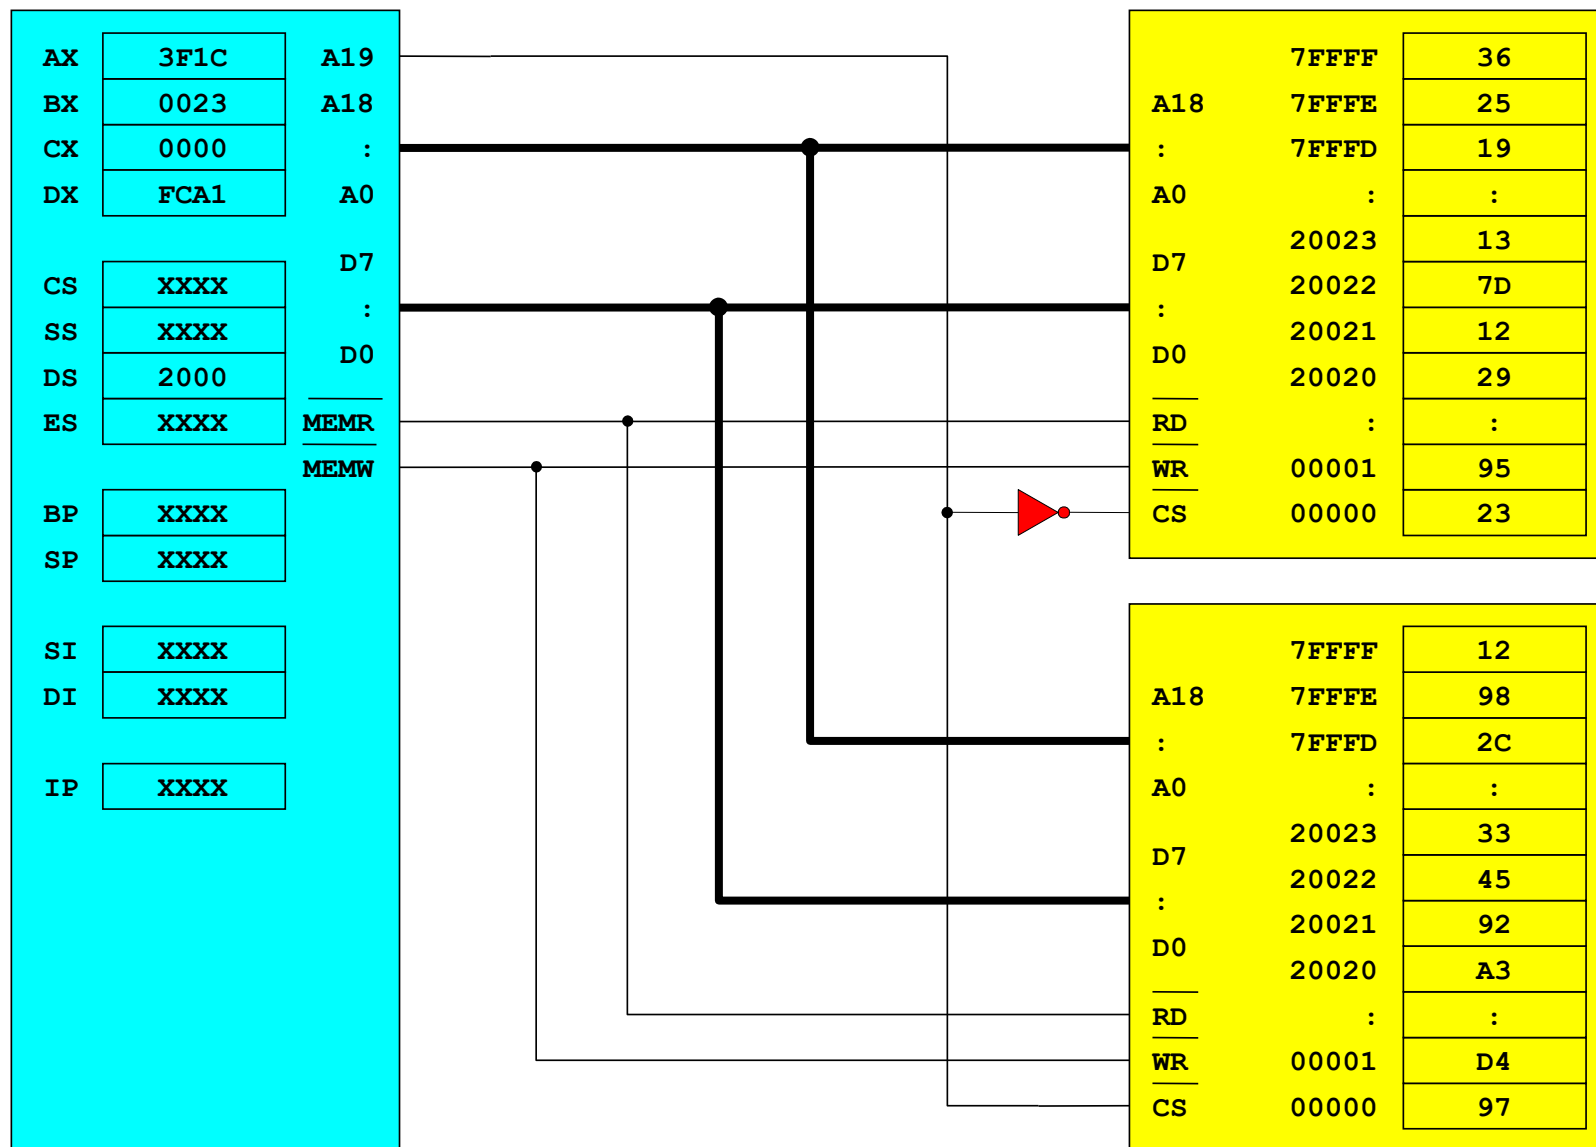 AX 3F1C A19
BX 0023 A18
CX 0000 :
DX FCA1 A0
D7
CS XXXX :
SS XXXX
D0
DS 2000
ES XXXX MEMR
MEMW
BP XXXX
SP XXXX
SI XXXX
DI XXXX
IP XXXX
7FFFF 36
A18 7FFFE 25
: 7FFFD 19
A0 : :
20023 13
D7
20022 7D
:
20021 12
D0
20020 29
RD : :
WR 00001 95
CS 00000 23
7FFFF 12
A18 7FFFE 98
: 7FFFD 2C
A0 : :
20023 33
D7
20022 45
:
20021 92
D0
20020 A3
RD : :
WR 00001 D4
CS 00000 97